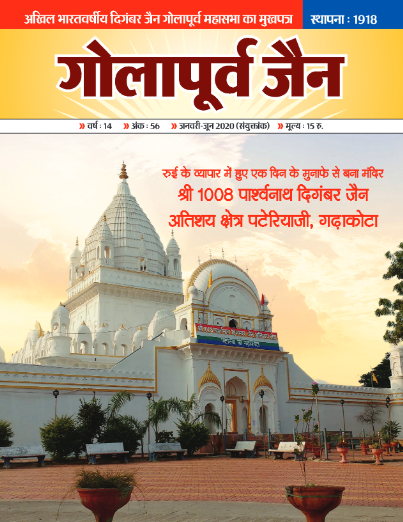 अखिल भारतवर्षीय दिगंबर जैन गोलापूर्व महासभा का मुखपत्र
स्थापना : 1918
गोलापूर्व जैन
» वर्ष : 14 » अंक : 56 » जनवरी-जून 2020 (संयुक्तांक) » मूल्य : 15 रु.
रुई के व्यापार में हुए एक दिन के मुनाफे से बना मंदिर
श्री 1008 पार्श्वनाथ दिगंबर जैन
अतिशय क्षेत्र पटेरियाजी, गढ़ाकोटा